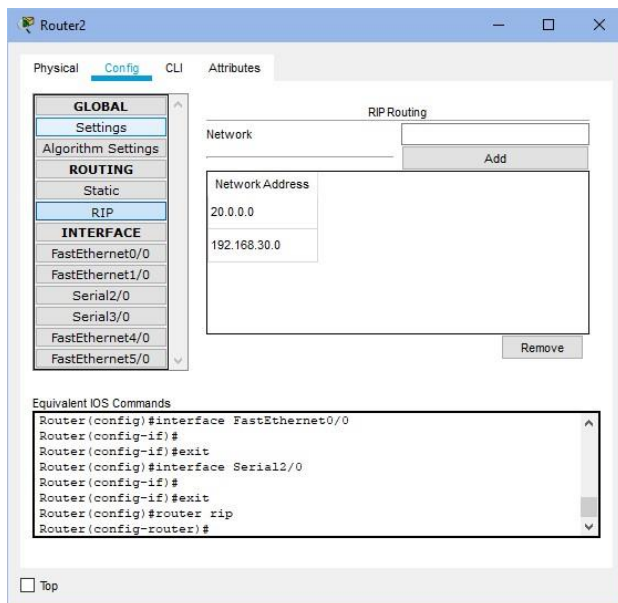 Router2
Physical Config CLI Attributes
GLOBAL
Settings
Algorithm Settings
ROUTING
Static
RIP
INTERFACE
FastEthernet0/0
FastEthernet1/0
Serial2/0
Serial3/0
FastEthernet4/0
FastEthernet5/0
RIP Routing
Network
Add
Network Address
20.0.0.0
192.168.30.0
Remove
Equivalent IOS Commands
Router(config)#interface FastEthernet0/0
Router(config-if)#
Router(config-if)#exit
Router(config)#interface Serial2/0
Router(config-if)#
Router(config-if)#exit
Router(config)#router rip
Router(config-router)#
Top